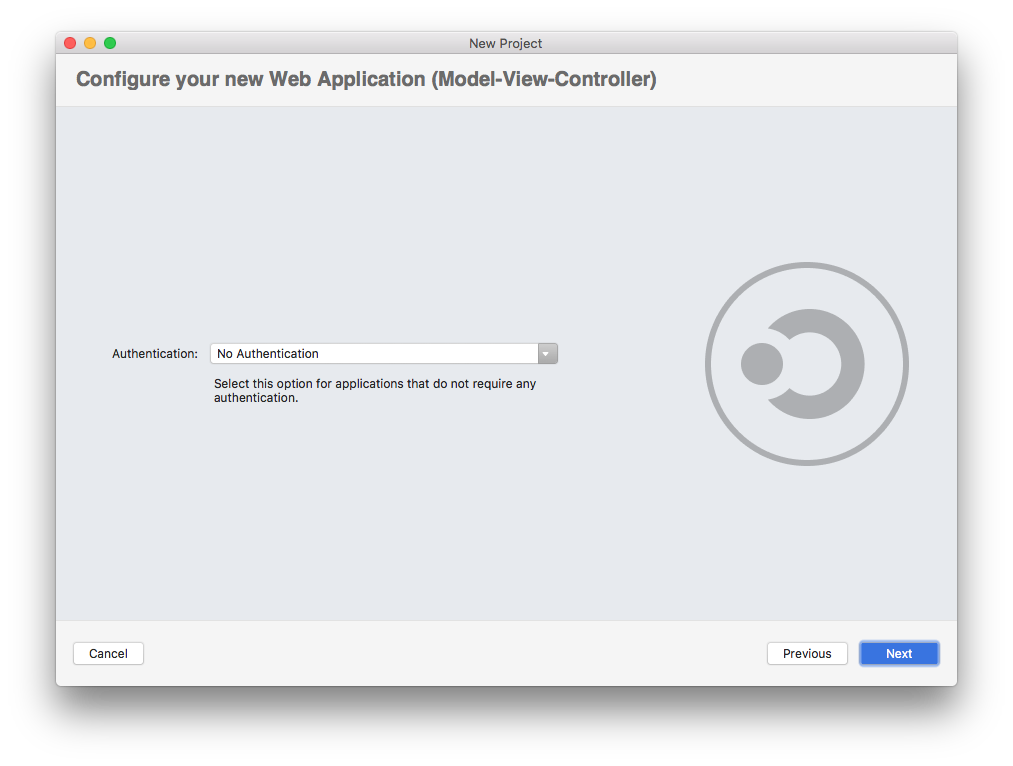 New Project
Configure your new Web Application (Model-View-Controller)
Authentication: No Authentication
Select this option for applications that do not require any
authentication.
Cancel Previous Next